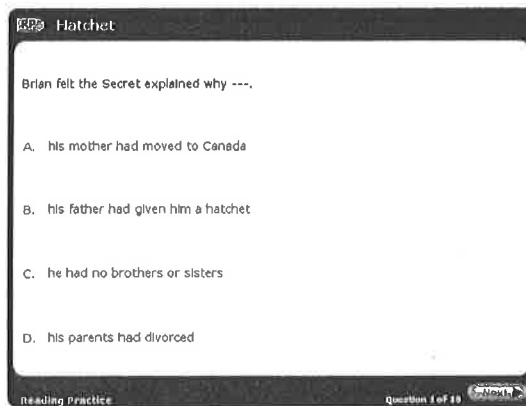 Hatchet
Brian felt the Secret explained why ---.
A. his mother had moved to Canada
B. his father had given him a hatchet
C. he had no brothers or sisters
D. his parents had divorced
Reading Practice
Question 1 of 10
Next